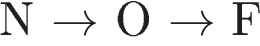 N → O → F